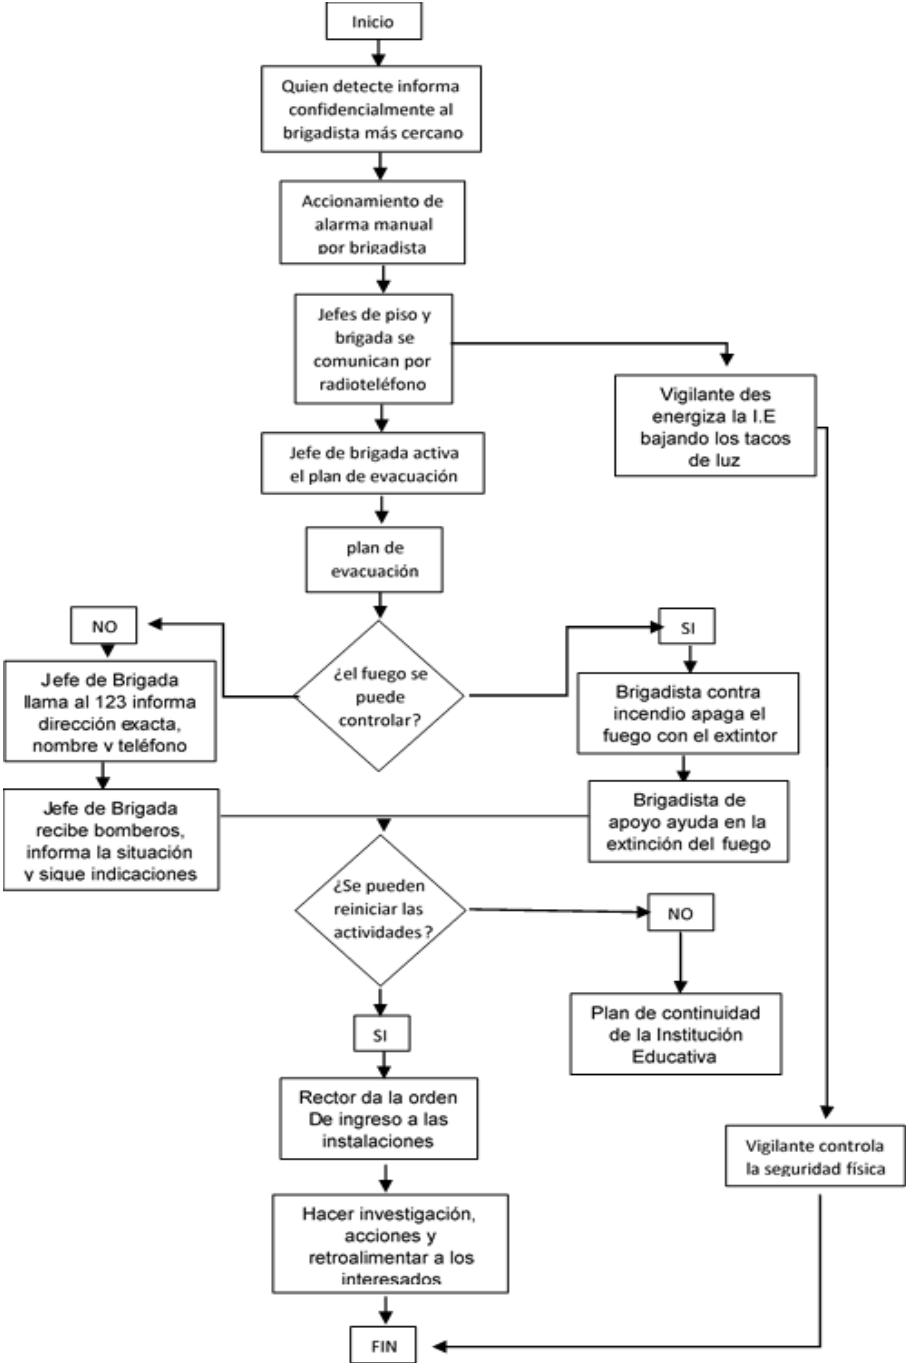 Inicio
Quien detecte informa
confidencialmente al
brigadista más cercano
Accionamiento de
alarma manual
por brigadista
Jefes de piso y
brigada se
comunican por
radioteléfono
Vigilante des
energiza la I.E
bajando los tacos
de luz
Jefe de brigada activa
el plan de evacuación
plan de
evacuación
NO
SI
¿el fuego se
puede
controlar?
Jefe de Brigada
llama al 123 informa
dirección exacta,
nombre y teléfono
Brigadista contra
incendio apaga el
fuego con el extintor
Jefe de Brigada
recibe bomberos,
informa la situación
y sigue indicaciones
Brigadista de
apoyo ayuda en la
extinción del fuego
¿Se pueden
reiniciar las
actividades?
NO
SI
Plan de continuidad
de la Institución
Educativa
Rector da la orden
De ingreso a las
instalaciones
Vigilante controla
la seguridad física
Hacer investigación,
acciones y
retroalimentar a los
interesados
FIN